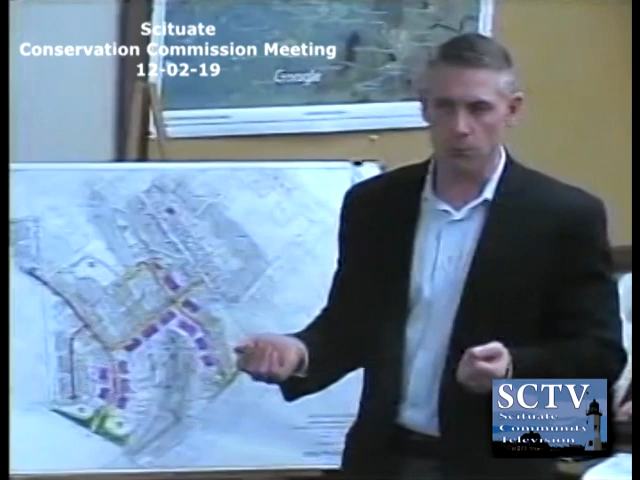 Scituate
Conservation Commission Meeting
12-02-19
Google
SCTV
Scituate
Community
Television